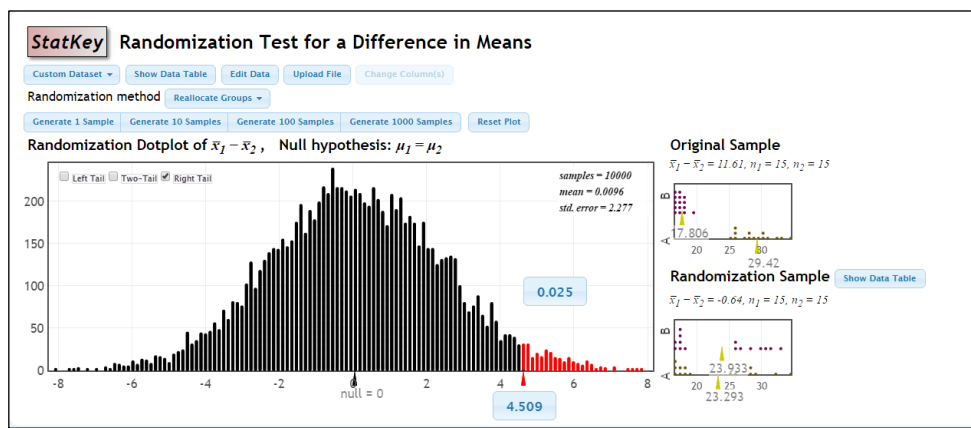 StatKey Randomization Test for a Difference in Means
Custom Dataset Show Data Table Edit Data Upload File Change Column(s)
Randomization method Reallocate Groups
Generate 1 Sample Generate 10 Samples Generate 100 Samples Generate 1000 Samples Reset Plot
Randomization Dotplot of x̄₁ − x̄₂ , Null hypothesis: μ₁ = μ₂
Left Tail Two-Tail Right Tail
samples = 10000
mean = 0.0096
std. error = 2.277
200
150
100
50
0
0.025
-8 -6 -4 -2 0 2 4 6 8
null = 0
4.509
Original Sample
x̄₁ − x̄₂ = 11.61, n₁ = 15, n₂ = 15
B
A
17.806
20 25 30
29.42
Randomization Sample Show Data Table
x̄₁ − x̄₂ = -0.64, n₁ = 15, n₂ = 15
B
A
23.933
20 25 30
23.293